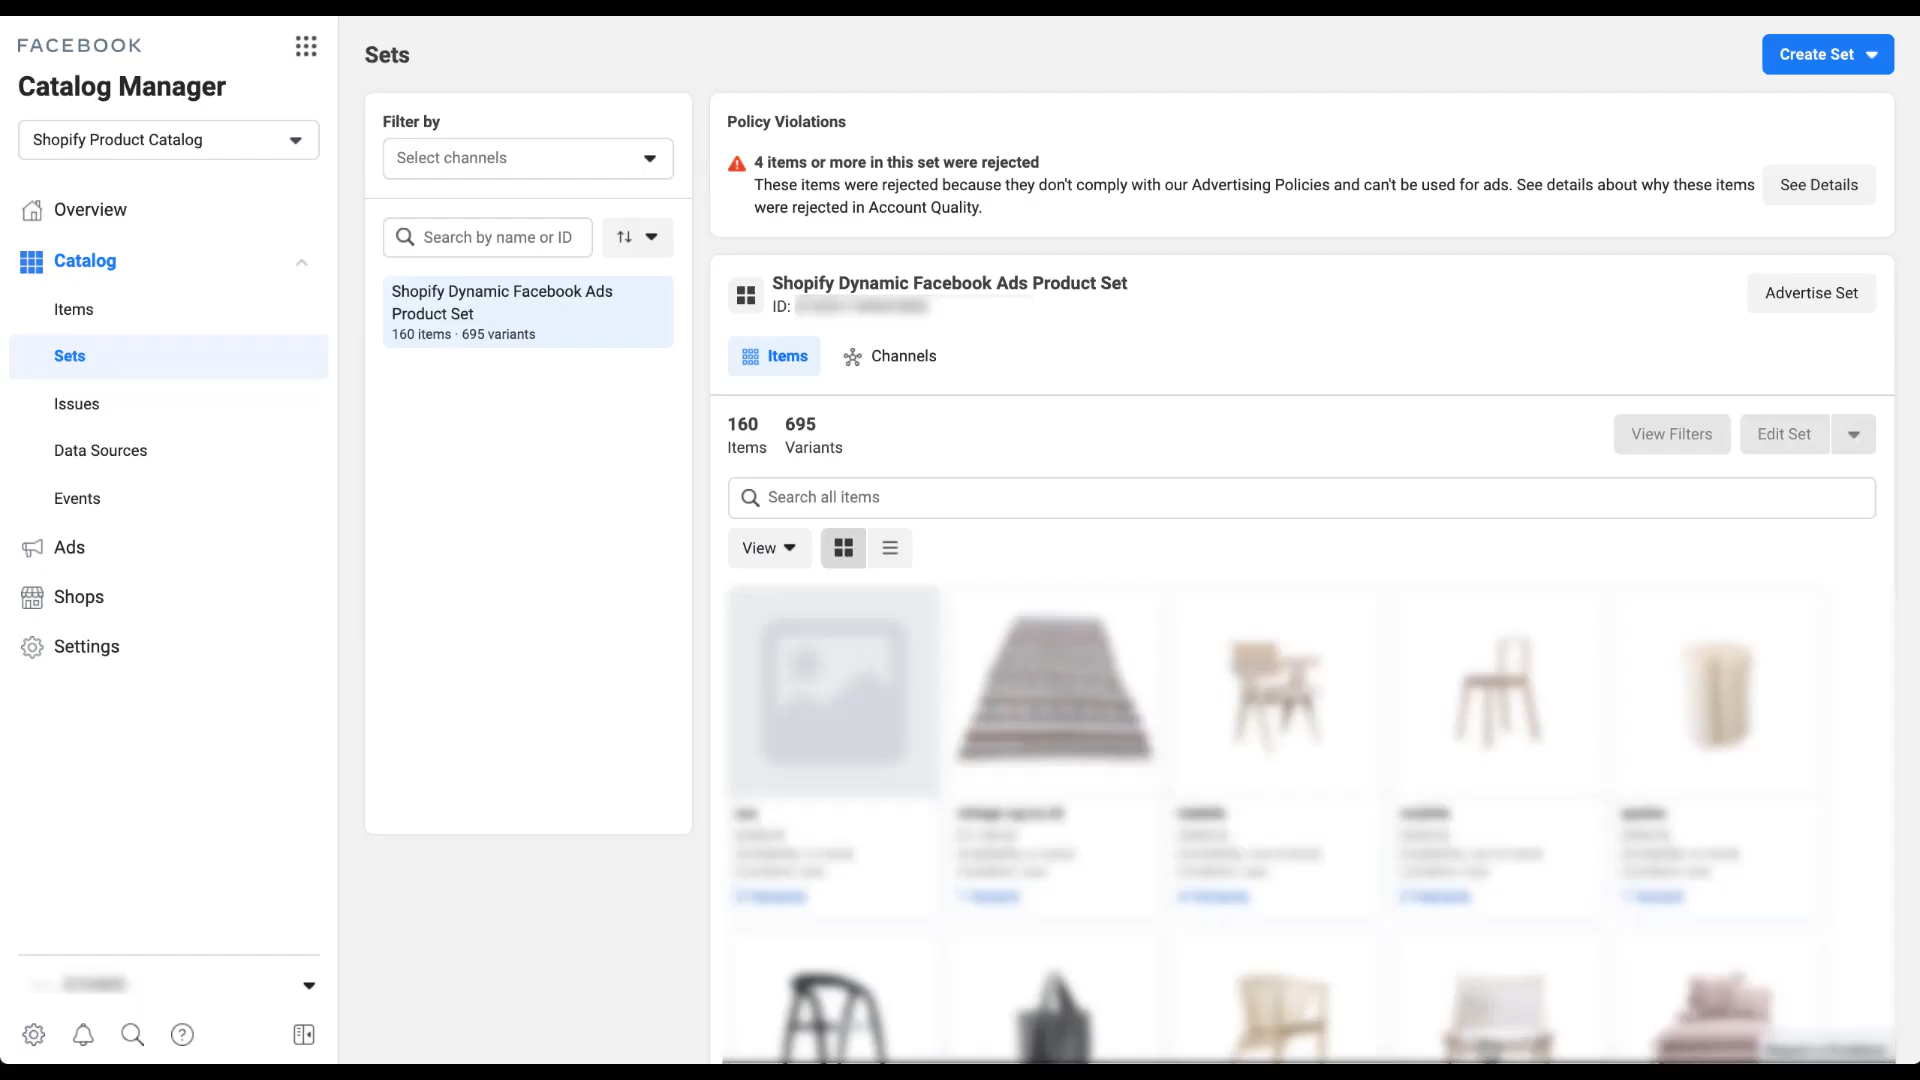 FACEBOOK
Catalog Manager
Shopify Product Catalog
Overview
Catalog
Items
Sets
Issues
Data Sources
Events
Ads
Shops
Settings
Sets
Create Set
Filter by
Select channels
Search by name or ID
Shopify Dynamic Facebook Ads
Product Set
160 items · 695 variants
Policy Violations
4 items or more in this set were rejected
These items were rejected because they don't comply with our Advertising Policies and can't be used for ads. See details about why these items
were rejected in Account Quality.
See Details
Shopify Dynamic Facebook Ads Product Set
ID:
Advertise Set
Items
Channels
160 695
Items Variants
View Filters
Edit Set
Search all items
View